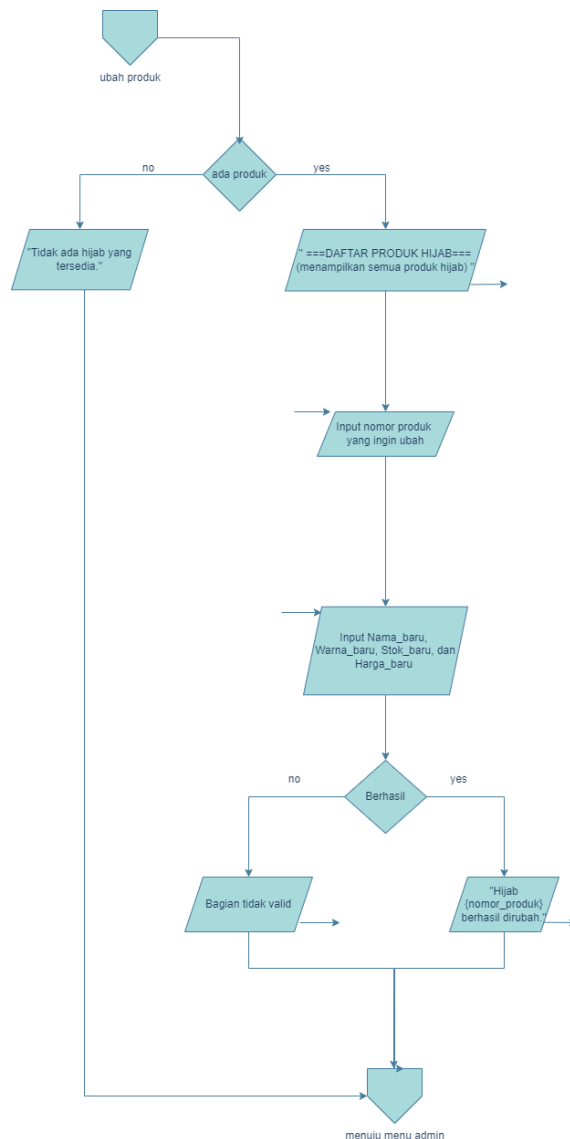 ubah produk
no
ada produk
yes
"Tidak ada hijab yang
tersedia."
" ===DAFTAR PRODUK HIJAB===
(menampilkan semua produk hijab) "
Input nomor produk
yang ingin ubah
Input Nama_baru,
Warna_baru, Stok_baru, dan
Harga_baru
no
Berhasil
yes
Bagian tidak valid
"Hijab
{nomor_produk}
berhasil dirubah."
menuju menu admin